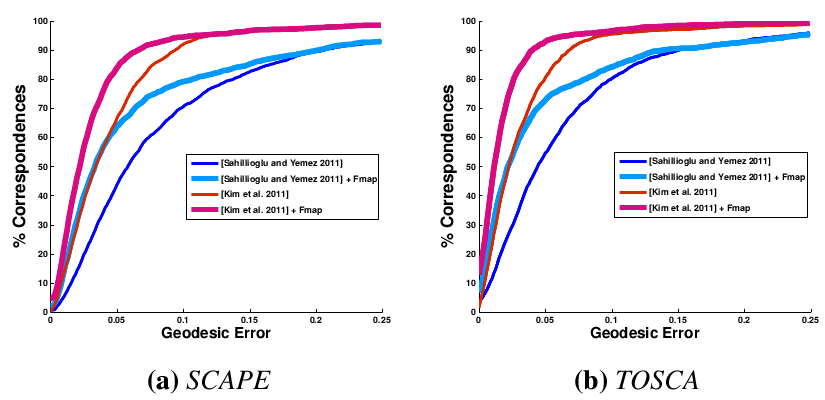 100
90
80
70
60
50
40
30
20
10
0
% Correspondences
[Sahillioglu and Yemez 2011]
[Sahillioglu and Yemez 2011] + Fmap
[Kim et al. 2011]
[Kim et al. 2011] + Fmap
0 0.05 0.1 0.15 0.2 0.25
Geodesic Error
(a) SCAPE
100
90
80
70
60
50
40
30
20
10
0
% Correspondences
[Sahillioglu and Yemez 2011]
[Sahillioglu and Yemez 2011] + Fmap
[Kim et al. 2011]
[Kim et al. 2011] + Fmap
0 0.05 0.1 0.15 0.2 0.25
Geodesic Error
(b) TOSCA